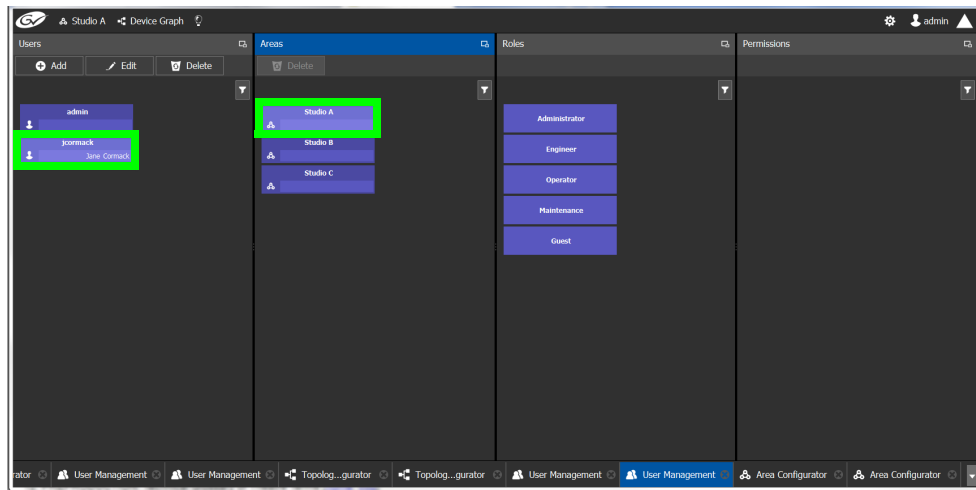 GV Studio A Device Graph admin
Users Areas Roles Permissions
Add Edit Delete Delete
admin
jcormack
Jane Cormack
Studio A
Studio B
Studio C
Administrator
Engineer
Operator
Maintenance
Guest
rator User Management User Management Topolog...gurator Topolog...gurator User Management User Management Area Configurator Area Configurator